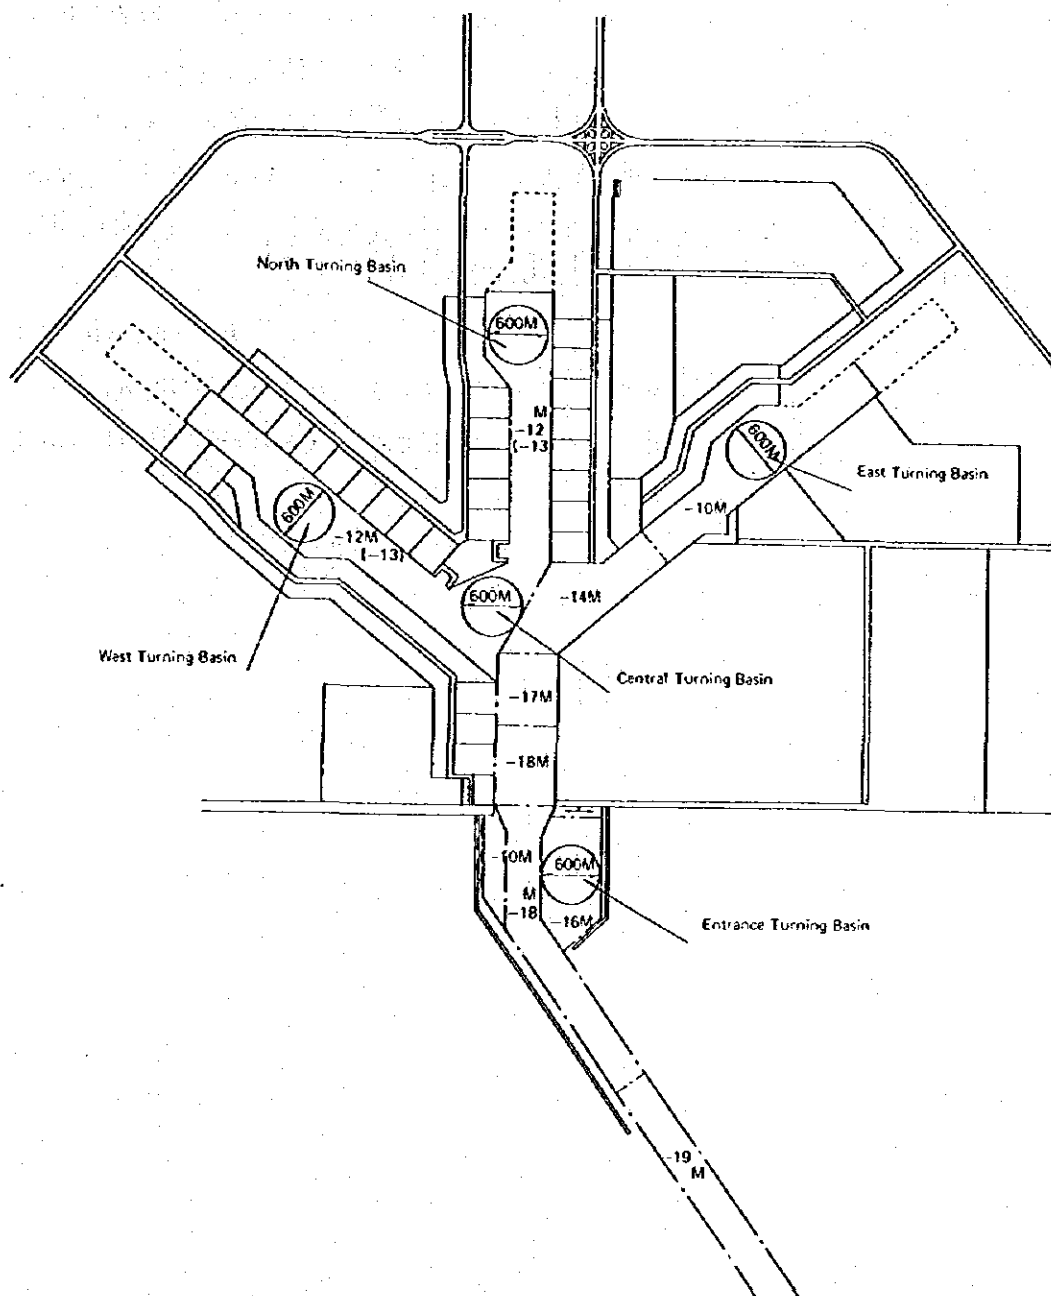 North Turning Basin
600M
M
-12
(-13
600M
East Turning Basin
-10M
600M
-12M
(-13)
600M
-14M
West Turning Basin
Central Turning Basin
-17M
-18M
-10M
600M
M
-18
-16M
Entrance Turning Basin
-19
M